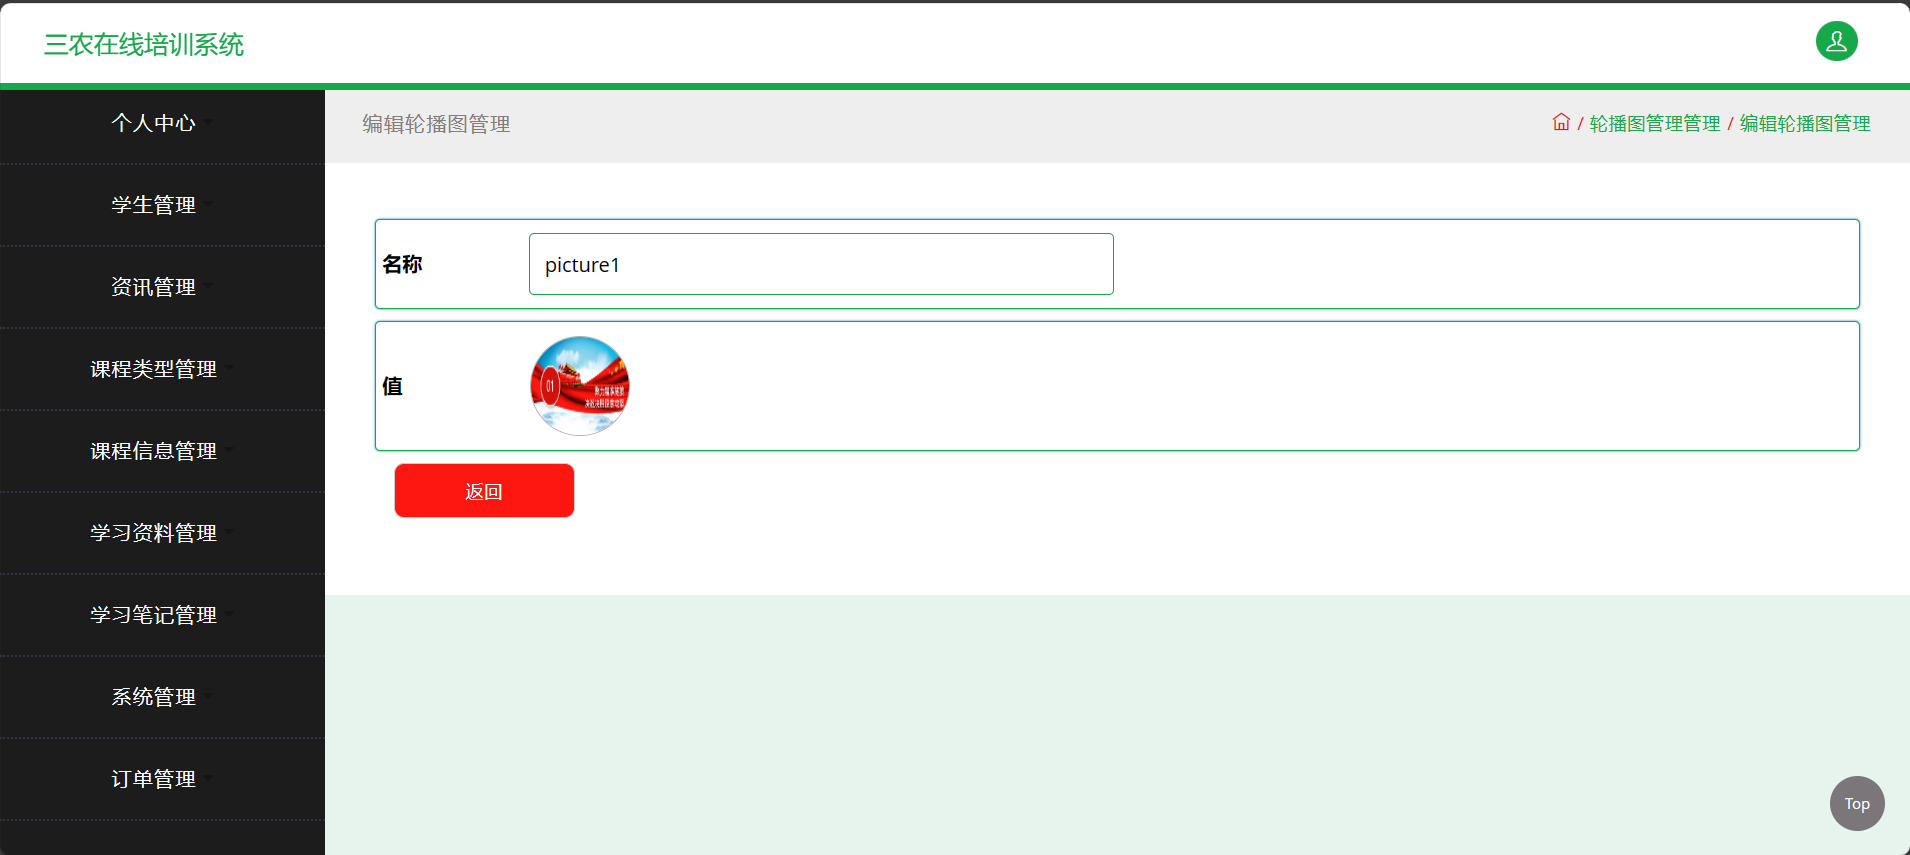 三农在线培训系统
个人中心
学生管理
资讯管理
课程类型管理
课程信息管理
学习资料管理
学习笔记管理
系统管理
订单管理
编辑轮播图管理
/ 轮播图管理管理 / 编辑轮播图管理
名称
picture1
值
01
返回
Top